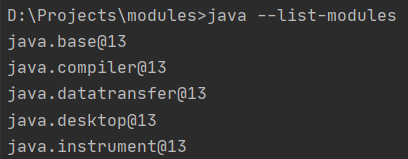 D:\Projects\modules>java --list-modules
java.base@13
java.compiler@13
java.datatransfer@13
java.desktop@13
java.instrument@13